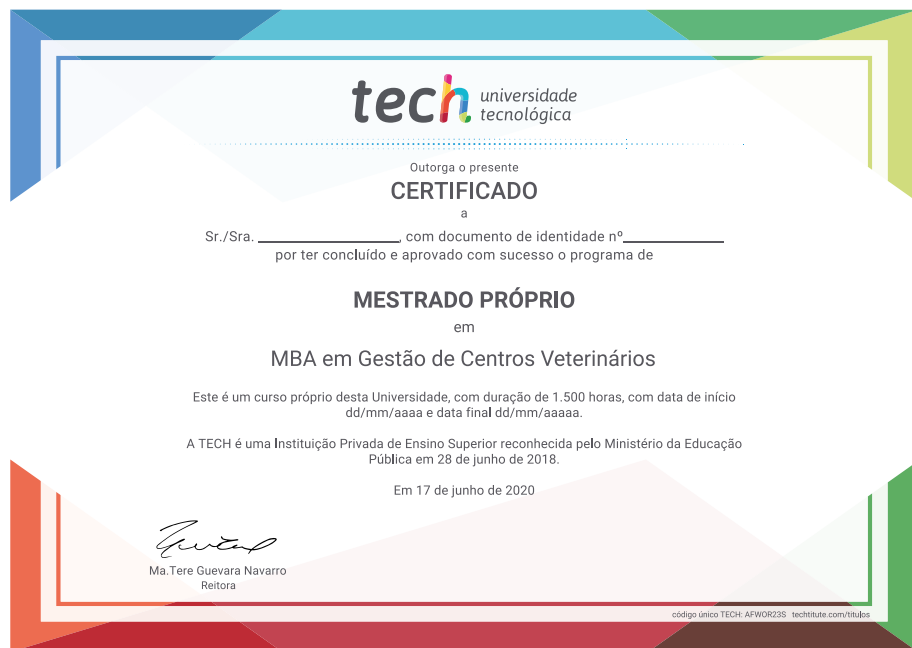 tech universidade
tecnológica
Outorga o presente
CERTIFICADO
a
Sr./Sra. ____________________, com documento de identidade nº______________
por ter concluído e aprovado com sucesso o programa de
MESTRADO PRÓPRIO
em
MBA em Gestão de Centros Veterinários
Este é um curso próprio desta Universidade, com duração de 1.500 horas, com data de início
dd/mm/aaaa e data final dd/mm/aaaaa.
A TECH é uma Instituição Privada de Ensino Superior reconhecida pelo Ministério da Educação
Pública em 28 de junho de 2018.
Em 17 de junho de 2020
Ma.Tere Guevara Navarro
Reitora
código único TECH: AFWOR23S techtitute.com/titulos